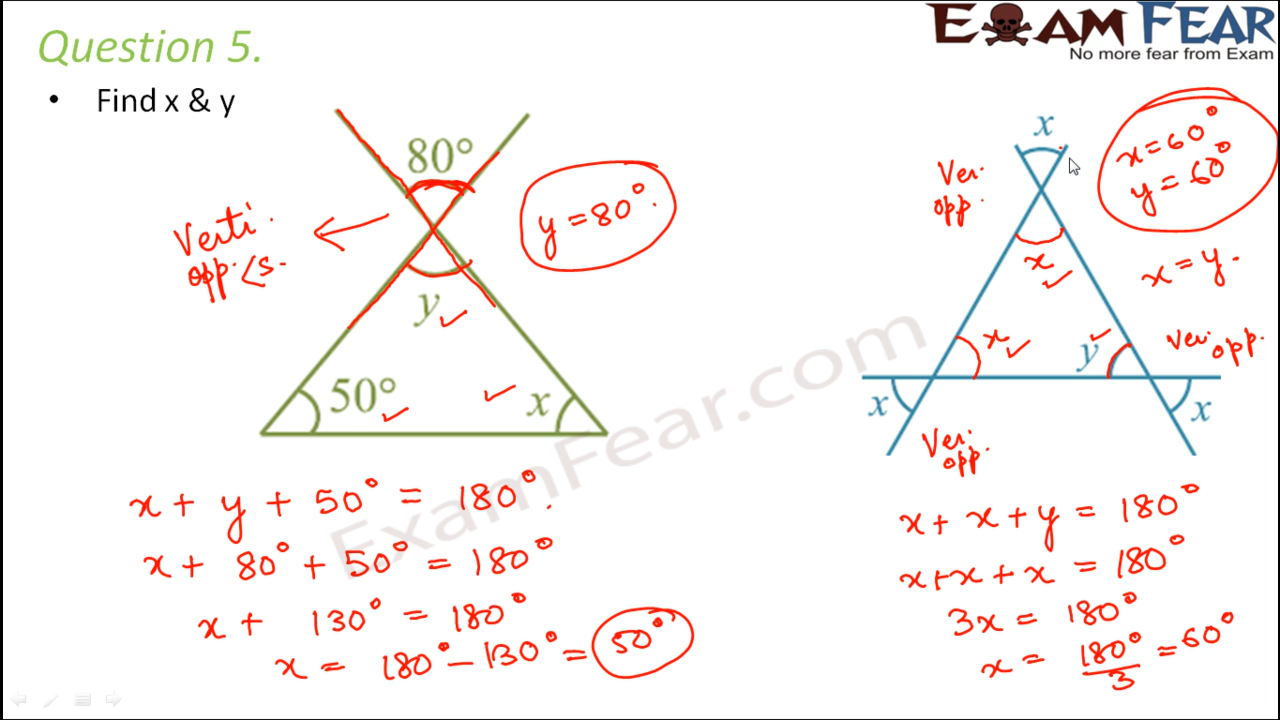 Question 5.
EXAM FEAR
No more fear from Exam
• Find x & y
80°
Verti.
opp. <s.
y = 80°.
y
50°
x
x + y + 50° = 180°.
x + 80° + 50° = 180°
x + 130° = 180°
x = 180° - 130° = 50°
x
Ver.
opp.
x = 60°
y = 60°
x
x = y.
x
y
Ver. opp.
x
x
Ver.
opp.
x + x + y = 180°
x + x + x = 180°
3x = 180°
x = 180°/3 = 60°
ExamFear.com